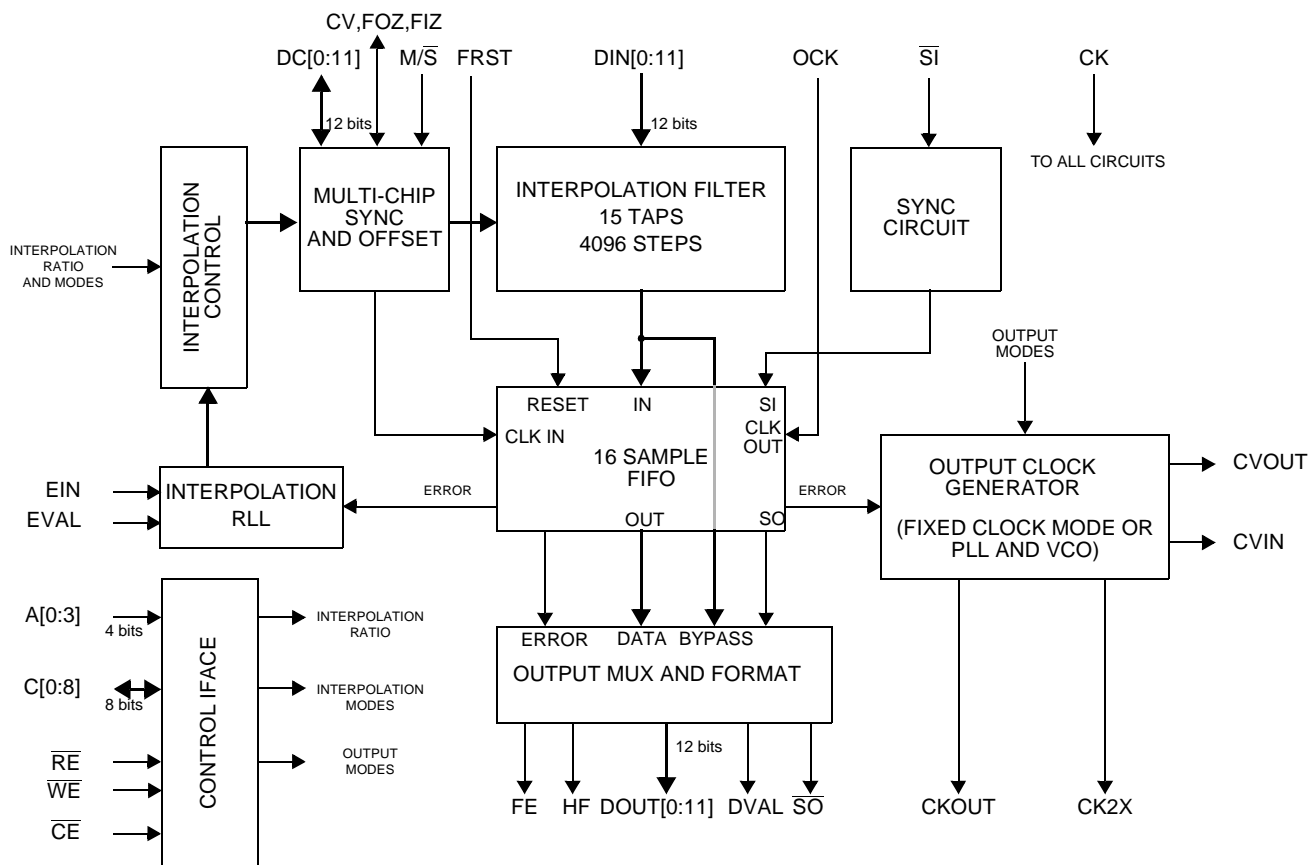 CV,FOZ,FIZ
DC[0:11]
M/S̅
FRST
DIN[0:11]
OCK
S̅I̅
CK
12 bits
12 bits
TO ALL CIRCUITS
INTERPOLATION
CONTROL
MULTI-CHIP
SYNC
AND OFFSET
INTERPOLATION FILTER
15 TAPS
4096 STEPS
SYNC
CIRCUIT
INTERPOLATION
RATIO
AND MODES
OUTPUT
MODES
RESET
IN
SI
CLK IN
CLK
OUT
16 SAMPLE
FIFO
OUT
SO
EIN
EVAL
INTERPOLATION
RLL
ERROR
ERROR
OUTPUT CLOCK
GENERATOR
(FIXED CLOCK MODE OR
PLL AND VCO)
CVOUT
CVIN
A[0:3]
4 bits
C[0:8]
8 bits
R̅E̅
W̅E̅
C̅E̅
CONTROL IFACE
INTERPOLATION
RATIO
INTERPOLATION
MODES
OUTPUT
MODES
ERROR
DATA
BYPASS
OUTPUT MUX AND FORMAT
12 bits
FE
HF
DOUT[0:11]
DVAL
S̅O̅
CKOUT
CK2X